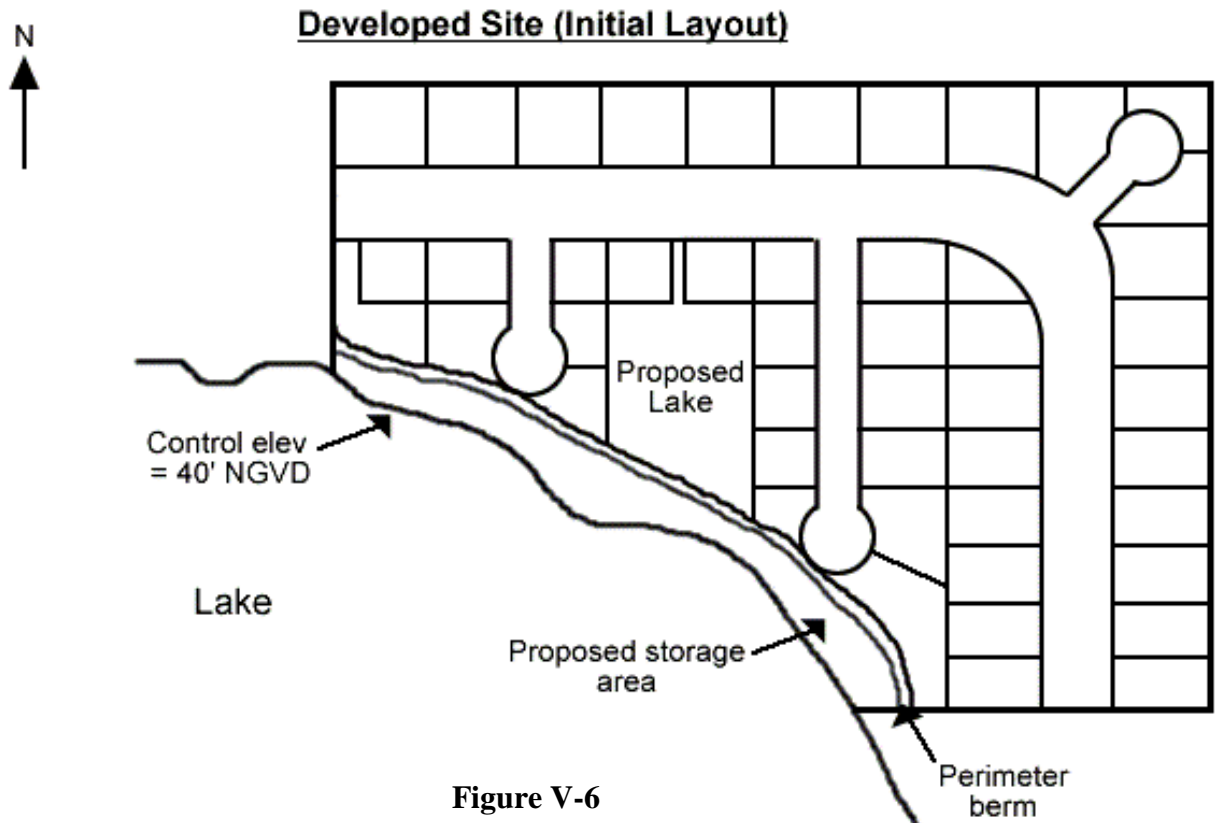 Developed Site (Initial Layout)
N
Proposed
Lake
Control elev
= 40' NGVD
Lake
Proposed storage
area
Perimeter
berm
Figure V-6